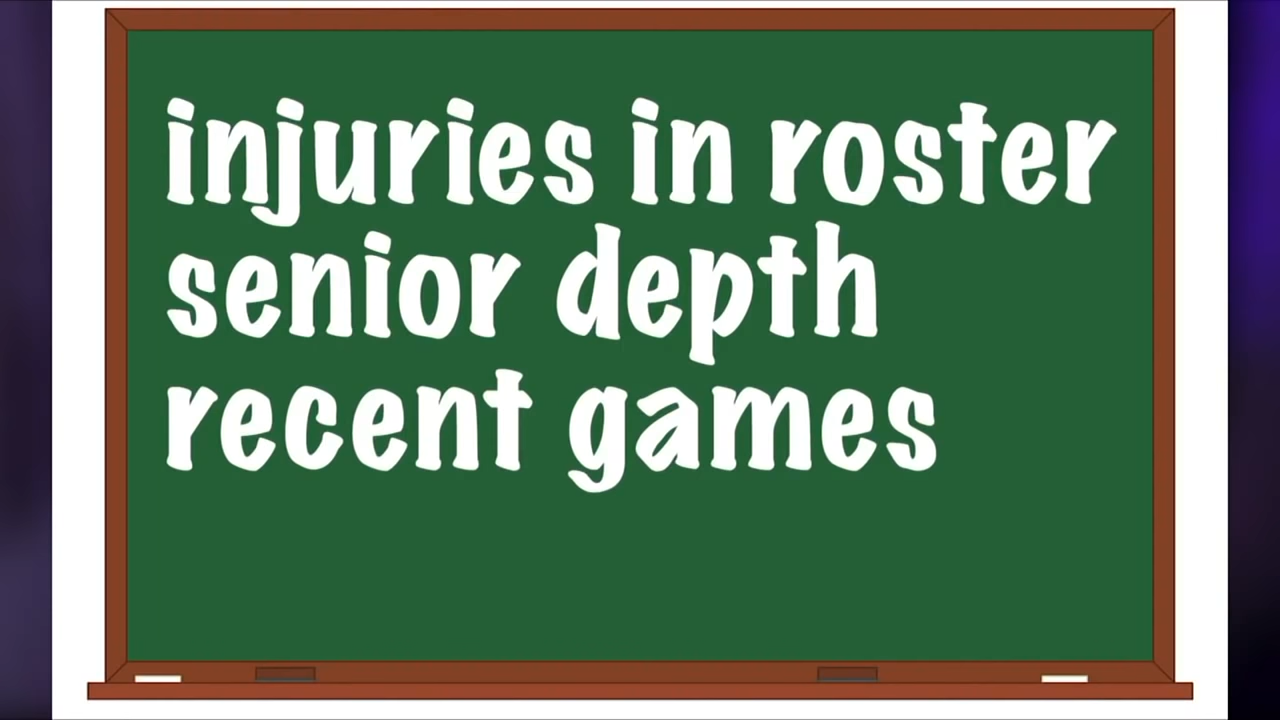 injuries in roster
senior depth
recent games